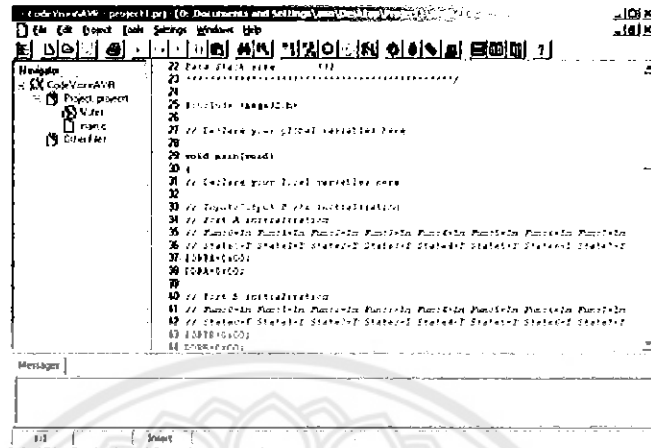 CodeVisionAVR - project1.prj - [D:\Documents and Settings\
File Edit Project Tools Settings Windows Help
Navigator
CodeVisionAVR
Project: project
Notes
Other Files
22 Data Stack size
23 *****************************************************/
24
25 #include <mega32.h>
26
27 // Declare your global variables here
28
29 void main(void)
30 {
31 // Declare your local variables here
32
33 // Input/Output Ports initialization
34 // Port A initialization
35 // Func0=In Func1=In Func2=In Func3=In Func4=In Func5=In Func6=In Func7=In
36 // State0=T State1=T State2=T State3=T State4=T State5=T State6=T State7=T
37 PORTA=0x00;
38 DDRA=0x00;
39
40 // Port B initialization
41 // Func0=In Func1=In Func2=In Func3=In Func4=In Func5=In Func6=In Func7=In
42 // State0=T State1=T State2=T State3=T State4=T State5=T State6=T State7=T
43 PORTB=0x00;
44 DDRB=0x00;
Messages
1:1 Insert